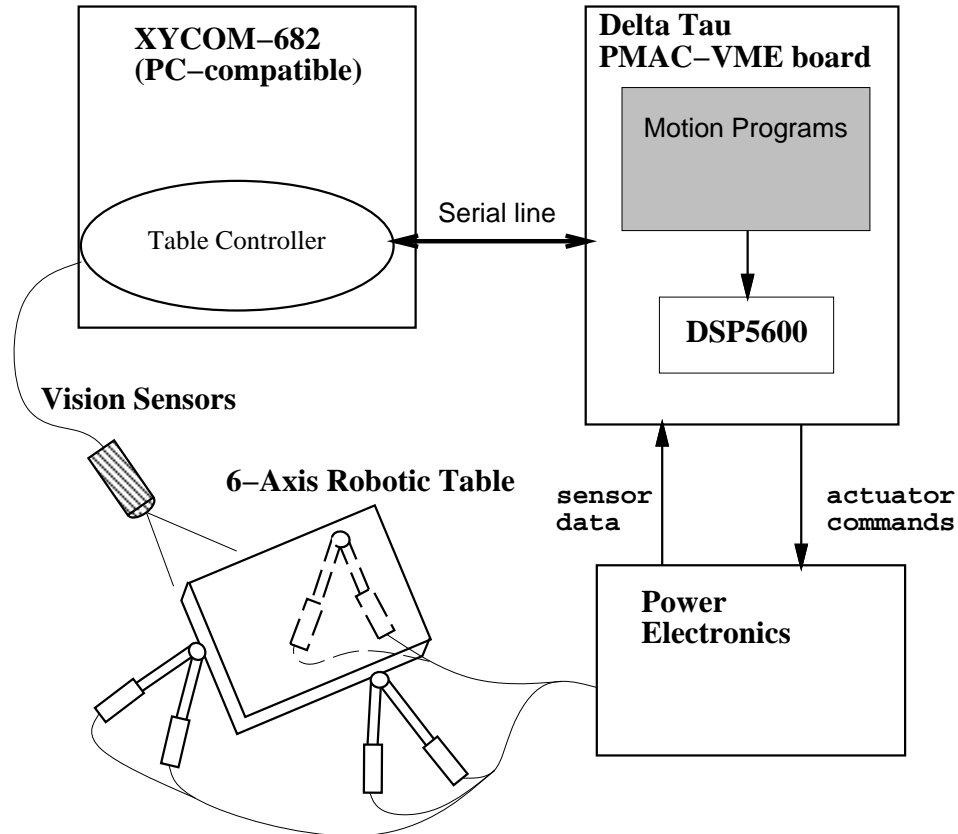 XYCOM−682
(PC−compatible)
Table Controller
Serial line
Delta Tau
PMAC−VME board
Motion Programs
DSP5600
Vision Sensors
6−Axis Robotic Table
sensor
data
actuator
commands
Power
Electronics